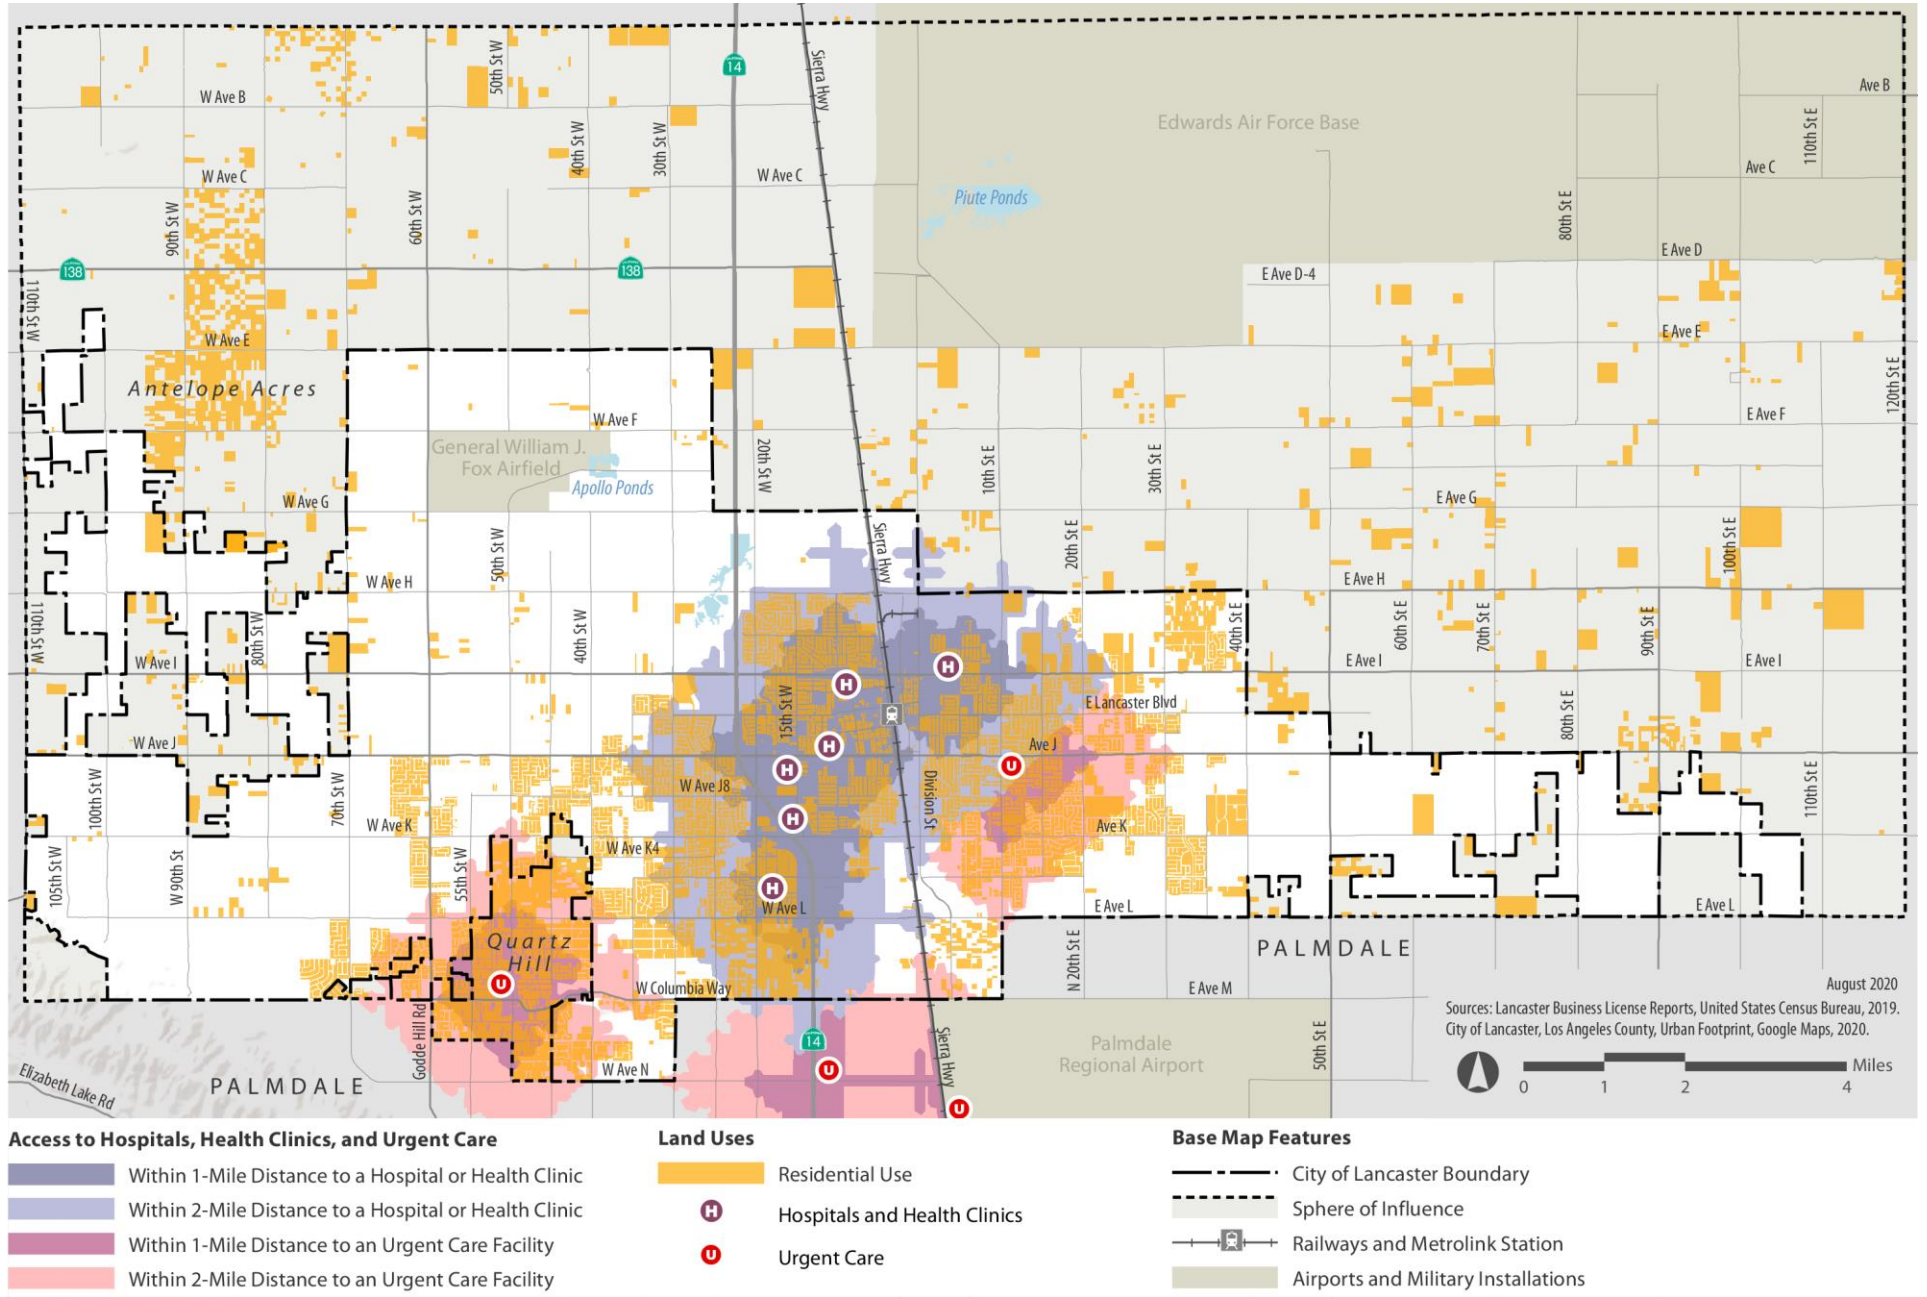 50th St W
14
Sierra Hwy
W Ave B
Ave B
Edwards Air Force Base
110th St E
40th St W
30th St W
W Ave C
W Ave C
Ave C
Piute Ponds
90th St W
60th St W
80th St E
E Ave D
138
138
E Ave D-4
110th St W
W Ave E
E Ave E
Antelope Acres
120th St E
W Ave F
E Ave F
General William J.
Fox Airfield
20th St W
10th St E
30th St E
Apollo Ponds
W Ave G
E Ave G
50th St W
Sierra Hwy
20th St E
100th St E
W Ave H
E Ave H
110th St W
80th St W
40th St W
40th St E
60th St E
70th St E
90th St E
W Ave I
E Ave I
E Ave I
H
H
15th St W
E Lancaster Blvd
80th St E
W Ave J
H
Ave J
H
U
W Ave J8
100th St W
70th St W
Division St
110th St E
W Ave K
H
Ave K
W Ave K4
105th St W
W 90th St
55th St W
H
W Ave L
E Ave L
E Ave L
Quartz
Hill
N 20th St E
PALMDALE
U
W Columbia Way
E Ave M
August 2020
Sources: Lancaster Business License Reports, United States Census Bureau, 2019.
City of Lancaster, Los Angeles County, Urban Footprint, Google Maps, 2020.
Godde Hill Rd
14
Sierra Hwy
Palmdale
Regional Airport
50th St E
Elizabeth Lake Rd
PALMDALE
W Ave N
U
U
Miles
0 1 2 4
Access to Hospitals, Health Clinics, and Urgent Care
Within 1-Mile Distance to a Hospital or Health Clinic
Within 2-Mile Distance to a Hospital or Health Clinic
Within 1-Mile Distance to an Urgent Care Facility
Within 2-Mile Distance to an Urgent Care Facility
Land Uses
Residential Use
H Hospitals and Health Clinics
U Urgent Care
Base Map Features
City of Lancaster Boundary
Sphere of Influence
Railways and Metrolink Station
Airports and Military Installations